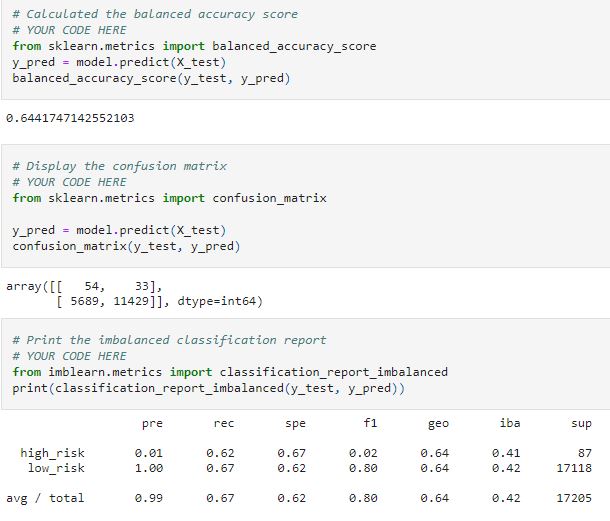 # Calculated the balanced accuracy score
# YOUR CODE HERE
from sklearn.metrics import balanced_accuracy_score
y_pred = model.predict(X_test)
balanced_accuracy_score(y_test, y_pred)
0.6441747142552103
# Display the confusion matrix
# YOUR CODE HERE
from sklearn.metrics import confusion_matrix
y_pred = model.predict(X_test)
confusion_matrix(y_test, y_pred)
array([[   54,    33],
       [ 5689, 11429]], dtype=int64)
# Print the imbalanced classification report
# YOUR CODE HERE
from imblearn.metrics import classification_report_imbalanced
print(classification_report_imbalanced(y_test, y_pred))
pre rec spe f1 geo iba sup
high_risk 0.01 0.62 0.67 0.02 0.64 0.41 87
low_risk 1.00 0.67 0.62 0.80 0.64 0.42 17118
avg / total 0.99 0.67 0.62 0.80 0.64 0.42 17205